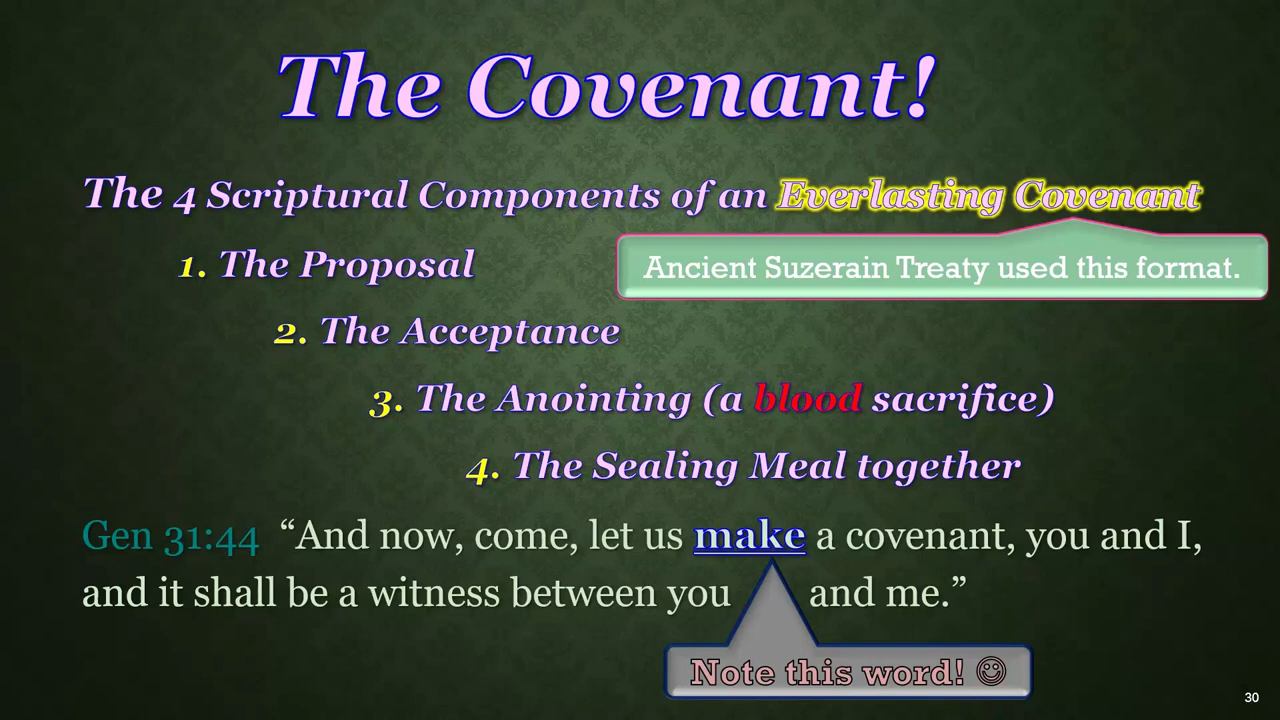 The Covenant!
The 4 Scriptural Components of an Everlasting Covenant
1. The Proposal
Ancient Suzerain Treaty used this format.
2. The Acceptance
3. The Anointing (a blood sacrifice)
4. The Sealing Meal together
Gen 31:44 “And now, come, let us make a covenant, you and I,
and it shall be a witness between you and me.”
Note this word! ☺
30